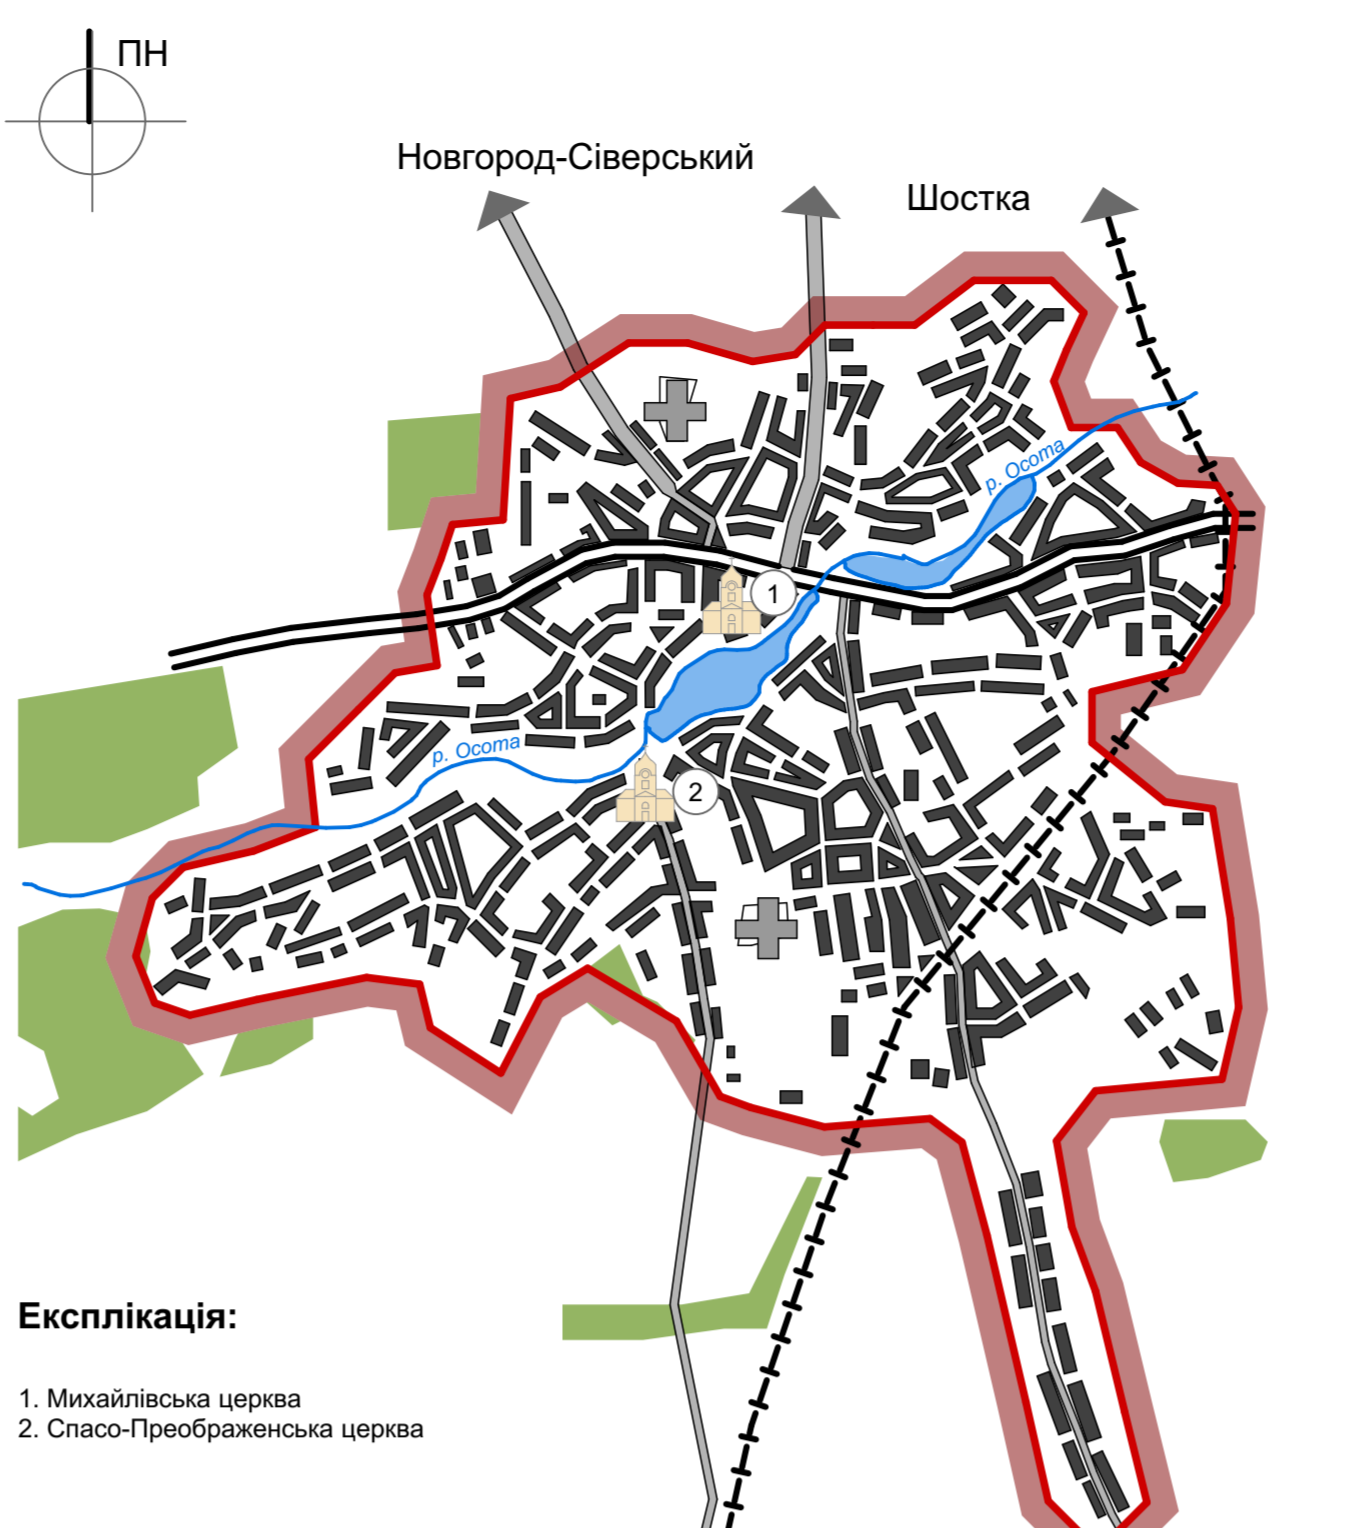 ПН
Новгород-Сіверський
Шостка
р. Осота
1
р. Осота
2
Експлікація:
1. Михайлівська церква
2. Спасо-Преображенська церква